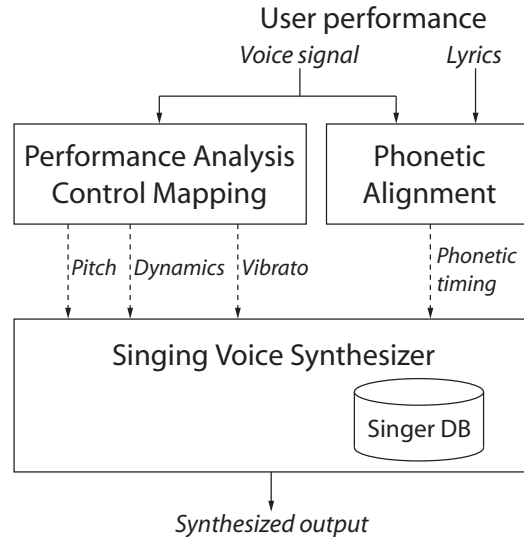 User performance
Voice signal
Lyrics
Performance Analysis
Control Mapping
Phonetic
Alignment
Pitch
Dynamics
Vibrato
Phonetic
timing
Singing Voice Synthesizer
Singer DB
Synthesized output